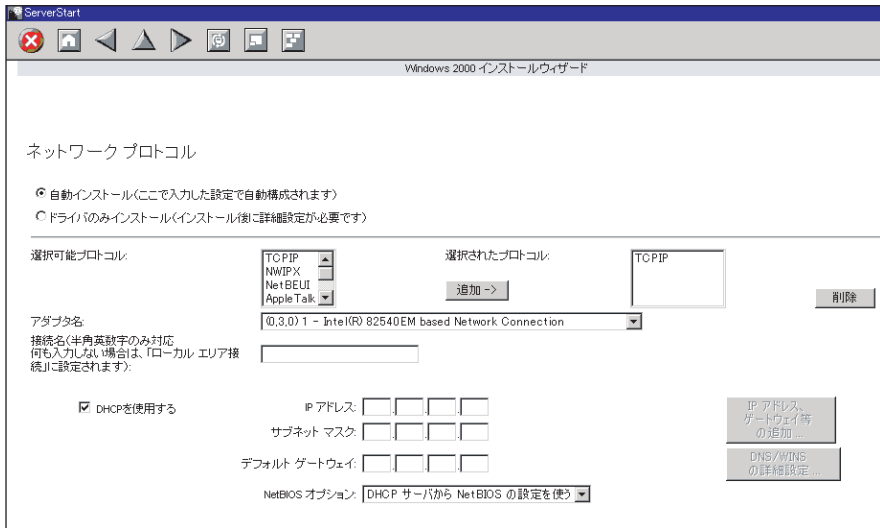 ServerStart
Windows 2000 インストールウィザード
ネットワーク プロトコル
自動インストール(ここで入力した設定で自動構成されます)
ドライバのみインストール(インストール後に詳細設定が必要です)
選択可能プロトコル:
TCPIP
NWIPX
NetBEUI
AppleTalk
選択されたプロトコル:
追加 ->
TCPIP
削除
アダプタ名:
(0,3,0) 1 - Intel(R) 82540EM based Network Connection
接続名(半角英数字のみ対応
何も入力しない場合は、「ローカル エリア接
続」に設定されます):
DHCPを使用する
IP アドレス:
サブネット マスク:
デフォルト ゲートウェイ:
NetBIOS オプション:
DHCP サーバから NetBIOS の設定を使う
IP アドレス、
ゲートウェイ等
の追加 ...
DNS/WINS
の詳細設定 ...